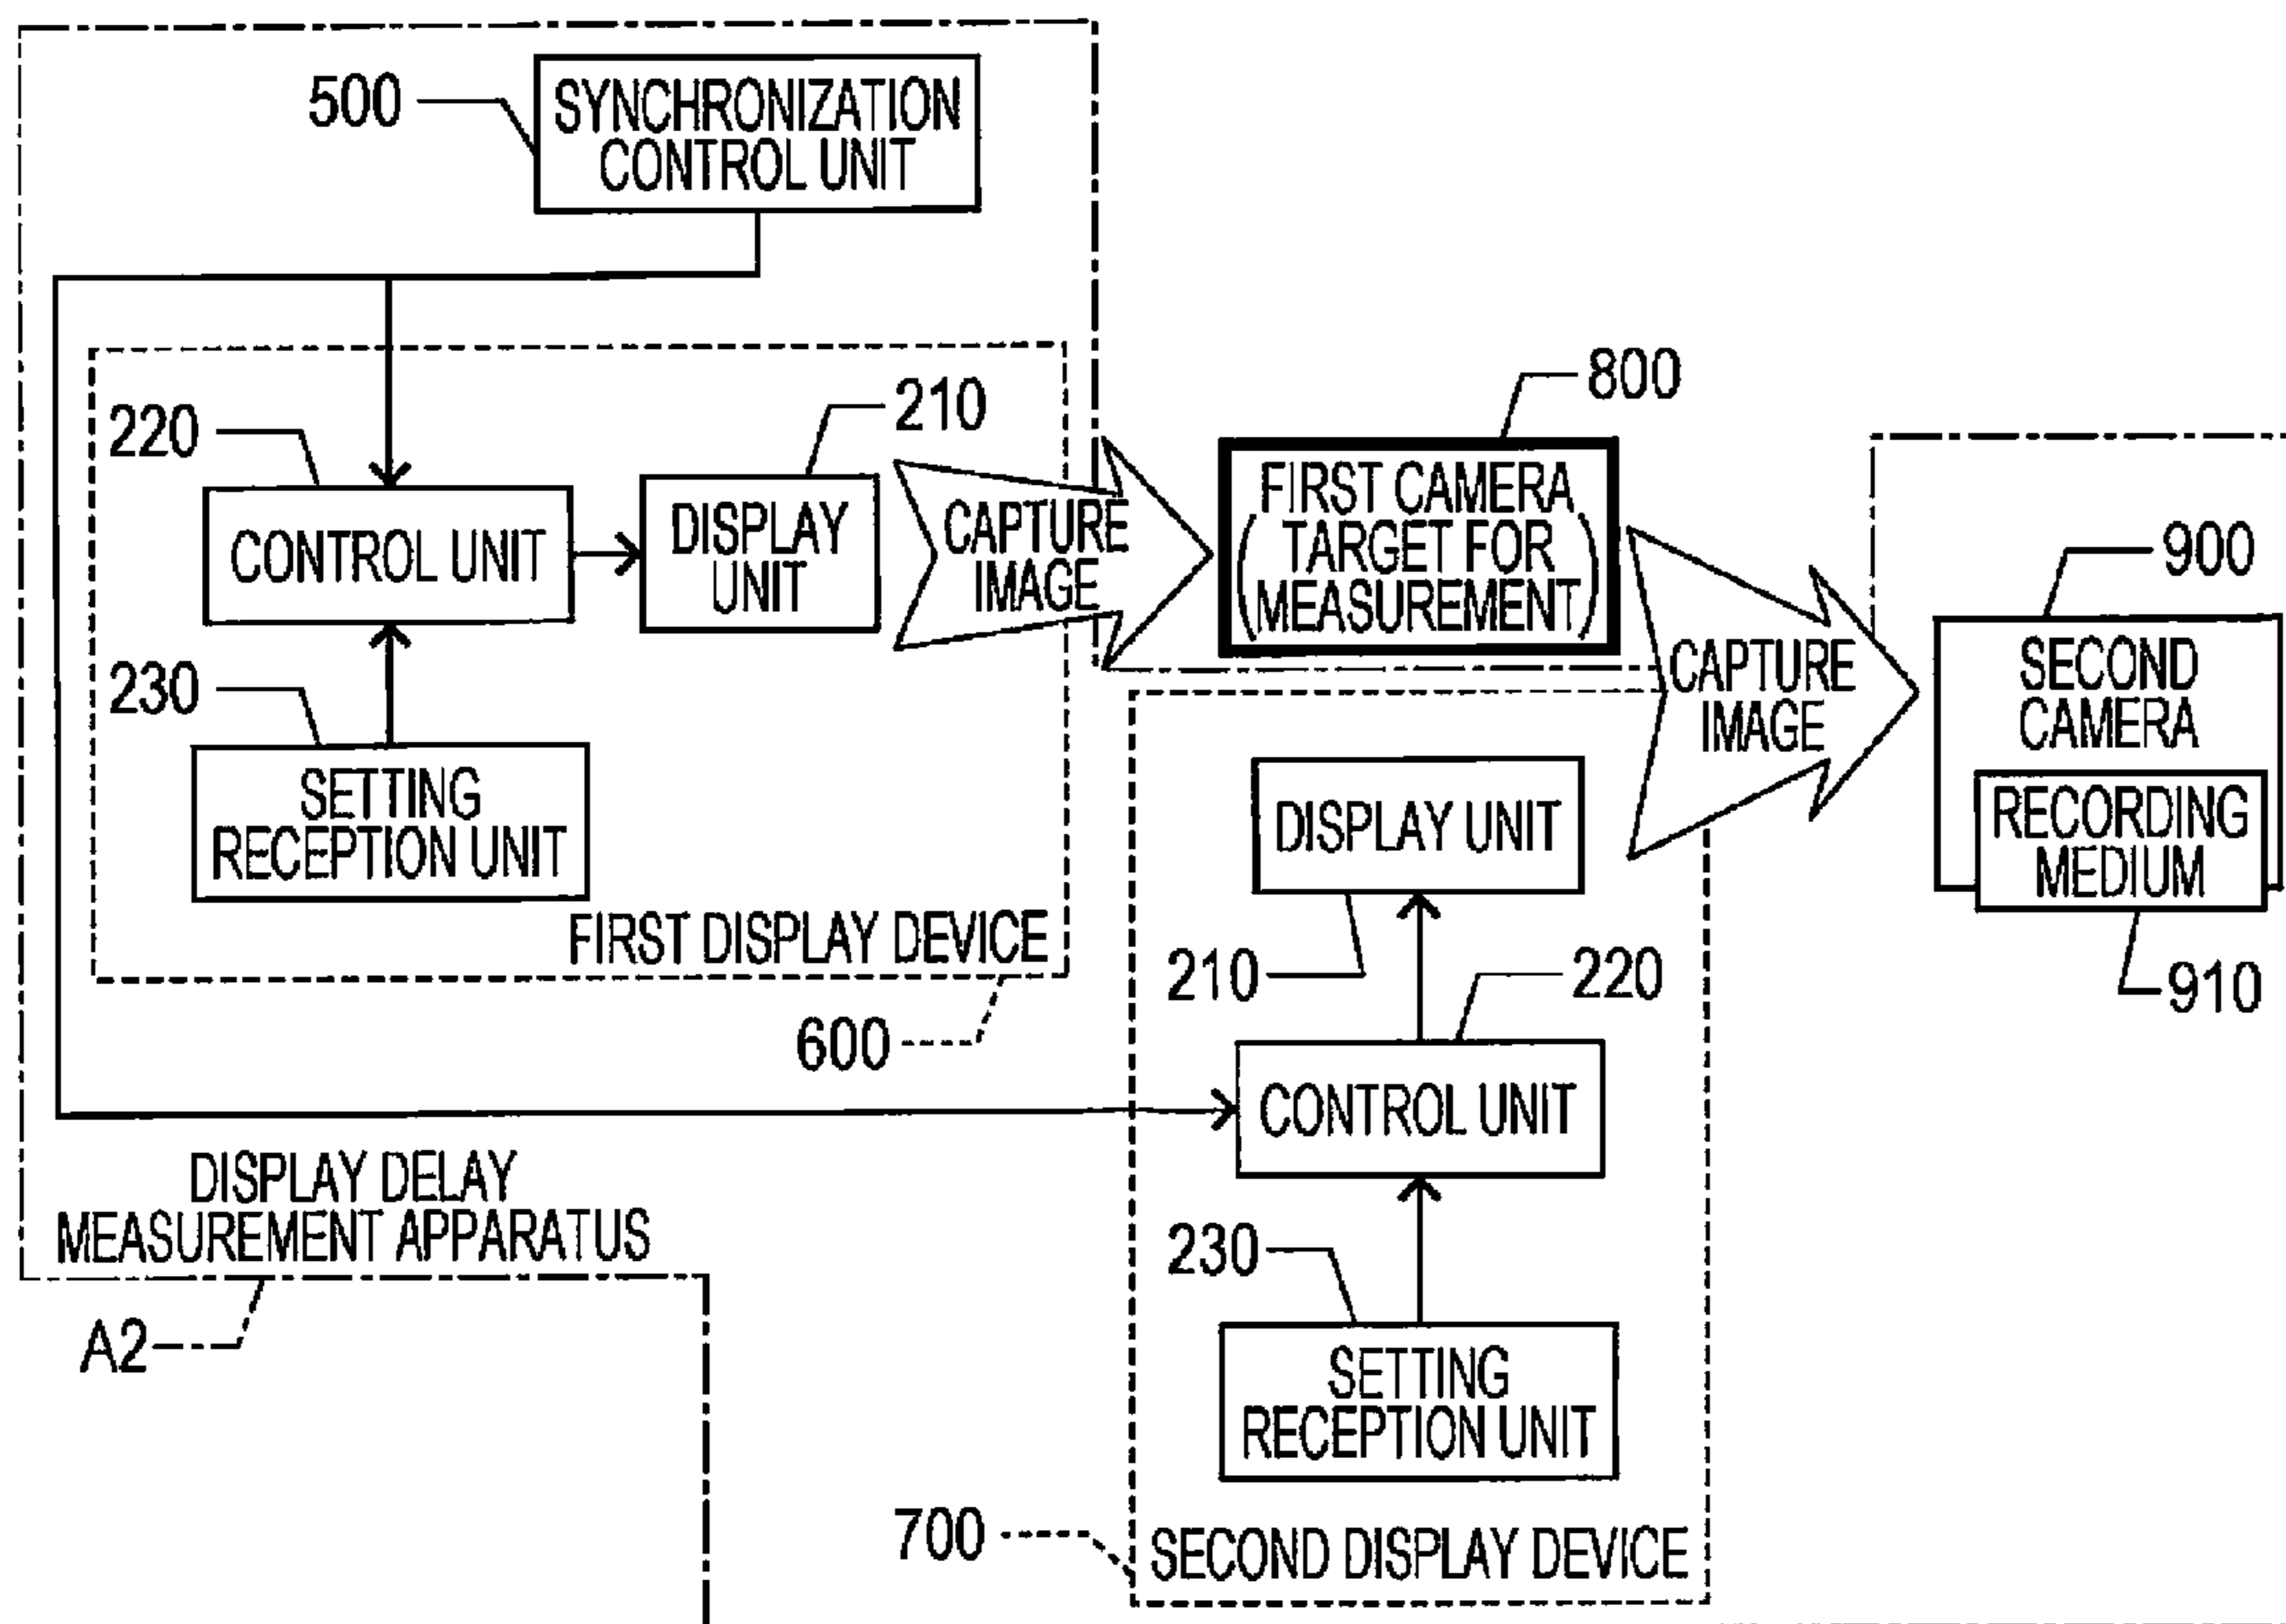 500
SYNCHRONIZATION
CONTROL UNIT
220
CONTROL UNIT
210
DISPLAY
UNIT
CAPTURE
IMAGE
800
FIRST CAMERA
(TARGET FOR
MEASUREMENT)
230
SETTING
RECEPTION UNIT
FIRST DISPLAY DEVICE
600
CAPTURE
IMAGE
900
SECOND
CAMERA
RECORDING
MEDIUM
910
DISPLAY UNIT
210
220
CONTROL UNIT
230
SETTING
RECEPTION UNIT
700
SECOND DISPLAY DEVICE
DISPLAY DELAY
MEASUREMENT APPARATUS
A2